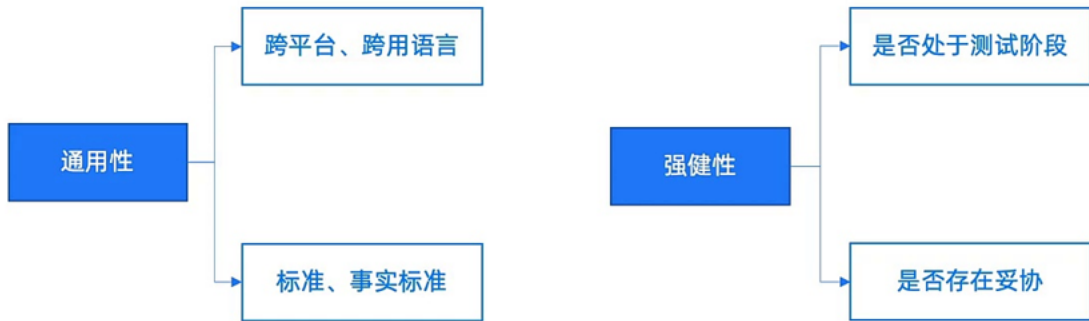 跨平台、跨用语言
通用性
标准、事实标准
是否处于测试阶段
强健性
是否存在妥协